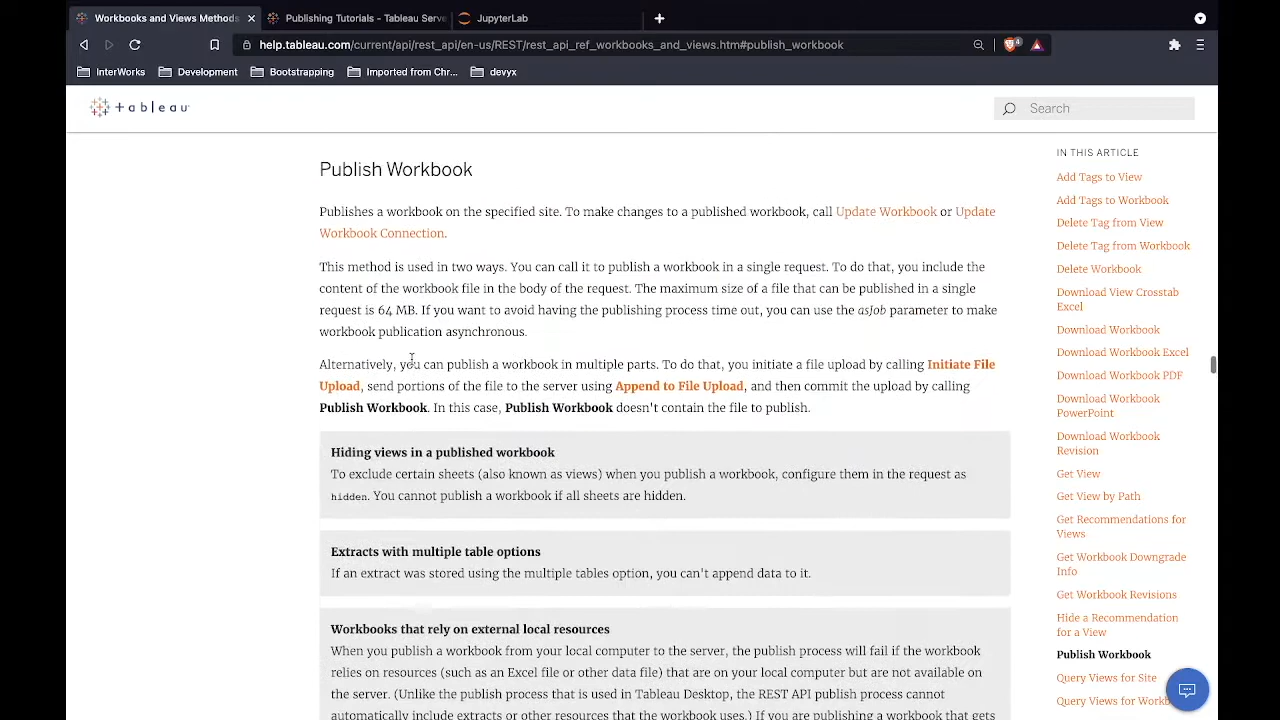 Workbooks and Views Methods
Publishing Tutorials - Tableau Serve
JupyterLab
help.tableau.com/current/api/rest_api/en-us/REST/rest_api_ref_workbooks_and_views.htm#publish_workbook
4
InterWorks
Development
Bootstrapping
Imported from Chr...
devyx
tableau
Search
Publish Workbook
Publishes a workbook on the specified site. To make changes to a published workbook, call Update Workbook or Update
Workbook Connection.
This method is used in two ways. You can call it to publish a workbook in a single request. To do that, you include the
content of the workbook file in the body of the request. The maximum size of a file that can be published in a single
request is 64 MB. If you want to avoid having the publishing process time out, you can use the asJob parameter to make
workbook publication asynchronous.
Alternatively, you can publish a workbook in multiple parts. To do that, you initiate a file upload by calling Initiate File
Upload, send portions of the file to the server using Append to File Upload, and then commit the upload by calling
Publish Workbook. In this case, Publish Workbook doesn't contain the file to publish.
Hiding views in a published workbook
To exclude certain sheets (also known as views) when you publish a workbook, configure them in the request as
hidden. You cannot publish a workbook if all sheets are hidden.
Extracts with multiple table options
If an extract was stored using the multiple tables option, you can't append data to it.
Workbooks that rely on external local resources
When you publish a workbook from your local computer to the server, the publish process will fail if the workbook
relies on resources (such as an Excel file or other data file) that are on your local computer but are not available on
the server. (Unlike the publish process that is used in Tableau Desktop, the REST API publish process cannot
automatically include extracts or other resources that the workbook uses.) If you are publishing a workbook that gets
IN THIS ARTICLE
Add Tags to View
Add Tags to Workbook
Delete Tag from View
Delete Tag from Workbook
Delete Workbook
Download View Crosstab
Excel
Download Workbook
Download Workbook Excel
Download Workbook PDF
Download Workbook
PowerPoint
Download Workbook
Revision
Get View
Get View by Path
Get Recommendations for
Views
Get Workbook Downgrade
Info
Get Workbook Revisions
Hide a Recommendation
for a View
Publish Workbook
Query Views for Site
Query Views for Workb